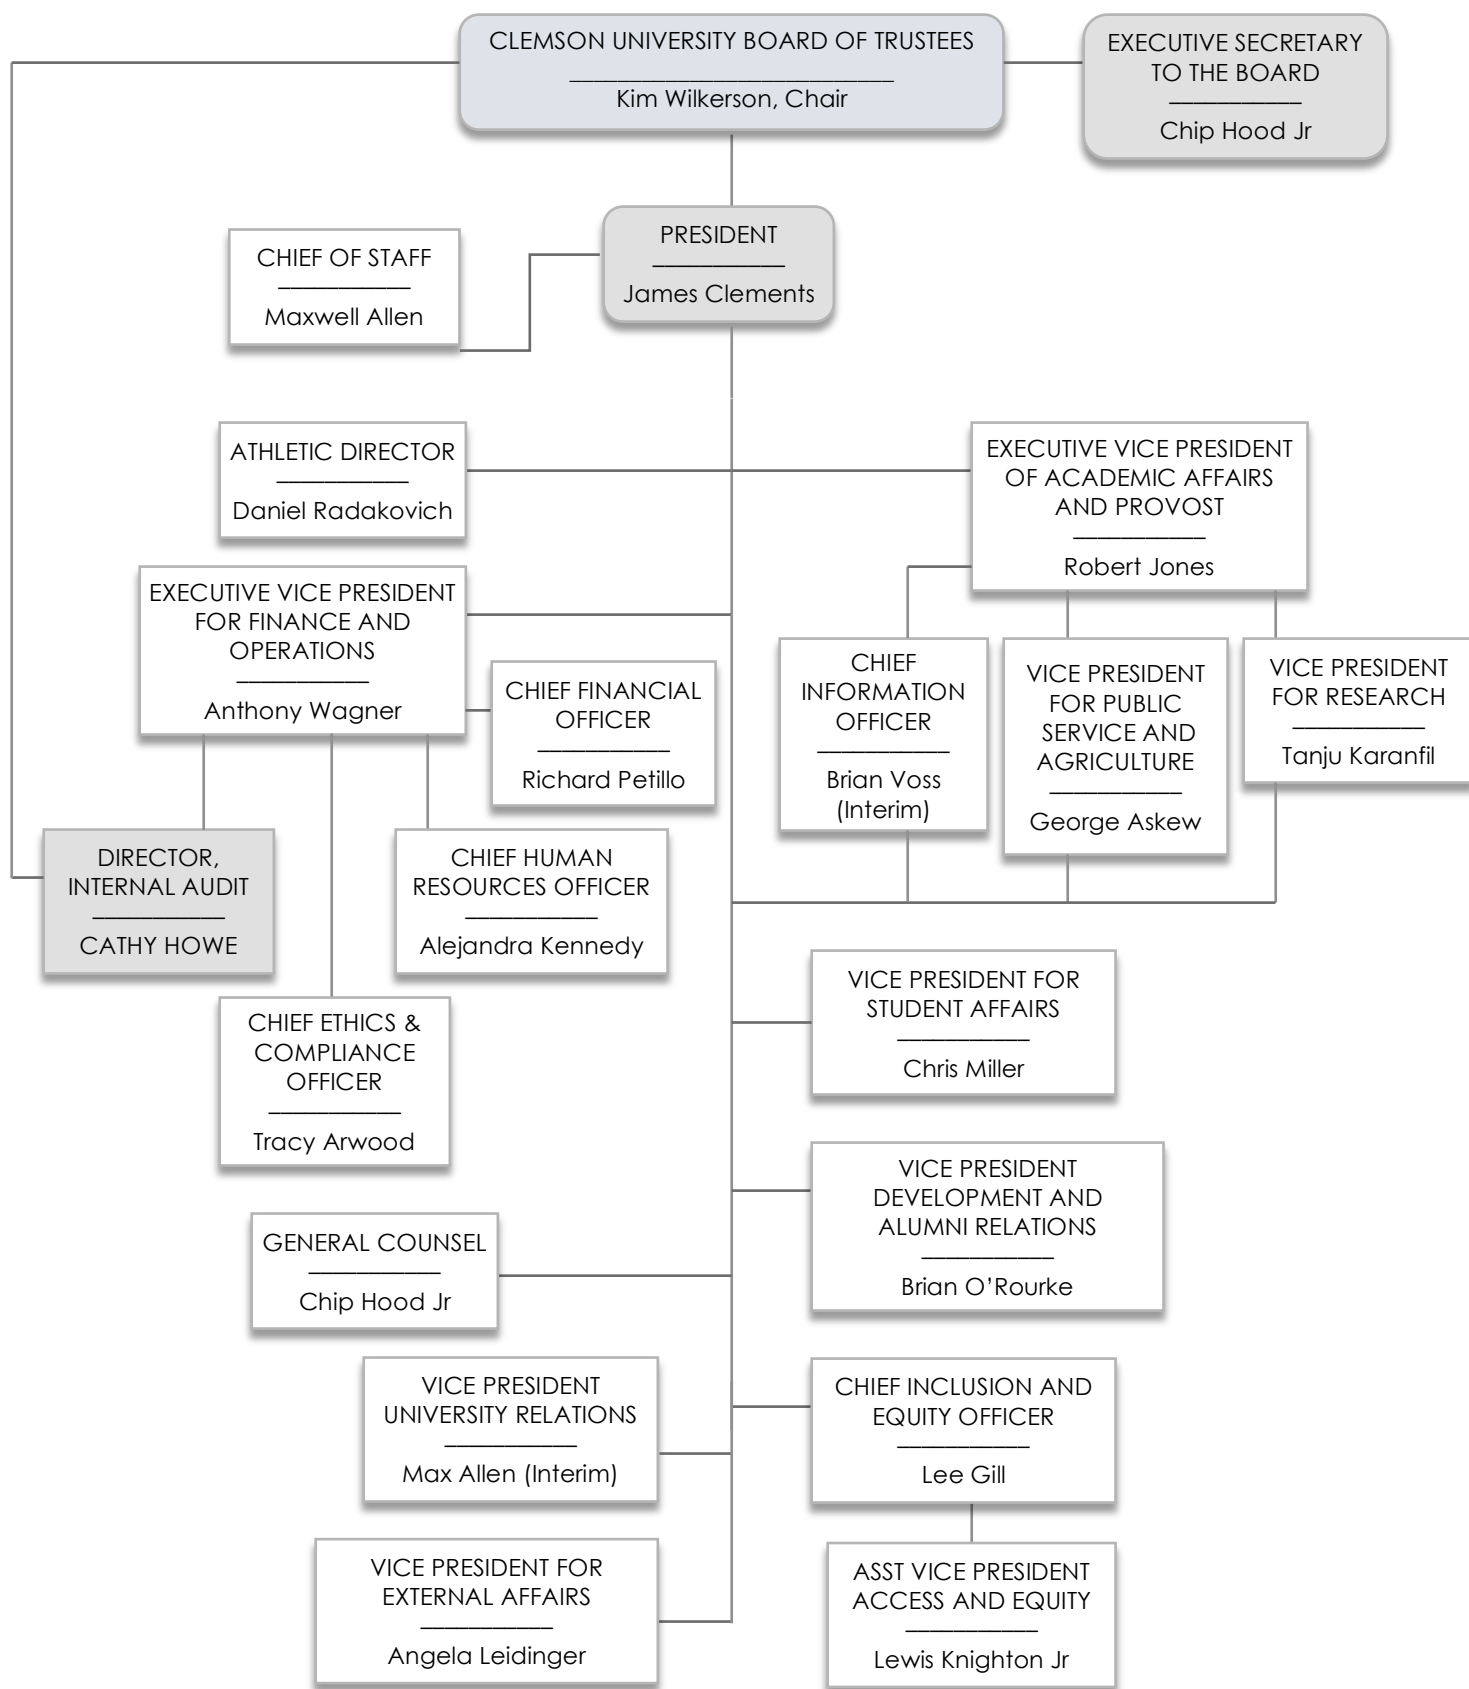 CLEMSON UNIVERSITY BOARD OF TRUSTEES
Kim Wilkerson, Chair
EXECUTIVE SECRETARY
TO THE BOARD
Chip Hood Jr
PRESIDENT
James Clements
CHIEF OF STAFF
Maxwell Allen
ATHLETIC DIRECTOR
Daniel Radakovich
EXECUTIVE VICE PRESIDENT
OF ACADEMIC AFFAIRS
AND PROVOST
Robert Jones
EXECUTIVE VICE PRESIDENT
FOR FINANCE AND
OPERATIONS
Anthony Wagner
CHIEF FINANCIAL
OFFICER
Richard Petillo
CHIEF
INFORMATION
OFFICER
Brian Voss
(Interim)
VICE PRESIDENT
FOR PUBLIC
SERVICE AND
AGRICULTURE
George Askew
VICE PRESIDENT
FOR RESEARCH
Tanju Karanfil
DIRECTOR,
INTERNAL AUDIT
CATHY HOWE
CHIEF HUMAN
RESOURCES OFFICER
Alejandra Kennedy
CHIEF ETHICS &
COMPLIANCE
OFFICER
Tracy Arwood
VICE PRESIDENT FOR
STUDENT AFFAIRS
Chris Miller
VICE PRESIDENT
DEVELOPMENT AND
ALUMNI RELATIONS
Brian O’Rourke
GENERAL COUNSEL
Chip Hood Jr
VICE PRESIDENT
UNIVERSITY RELATIONS
Max Allen (Interim)
CHIEF INCLUSION AND
EQUITY OFFICER
Lee Gill
VICE PRESIDENT FOR
EXTERNAL AFFAIRS
Angela Leidinger
ASST VICE PRESIDENT
ACCESS AND EQUITY
Lewis Knighton Jr